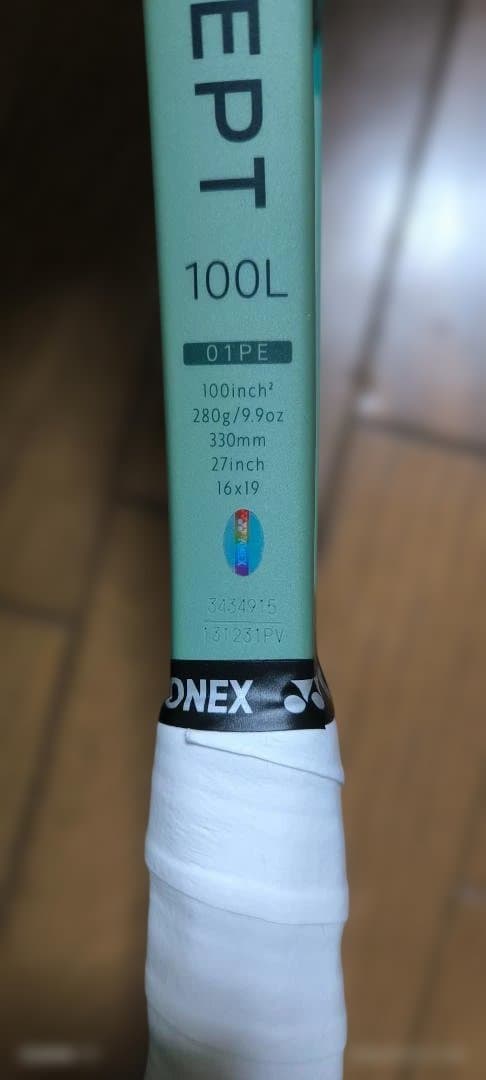 EPT
100L
01PE
100inch²
280g/9.9oz
330mm
27inch
16x19
3434915
131231PV
ONEX